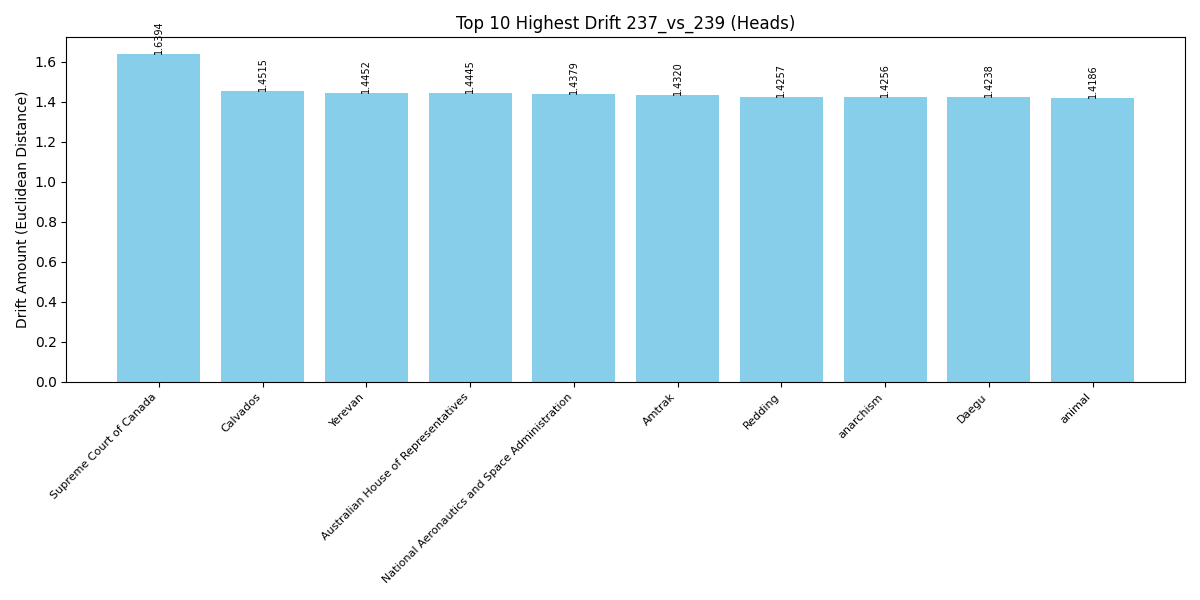 Top 10 Highest Drift 237_vs_239 (Heads)
Drift Amount (Euclidean Distance)
1.6
1.4
1.2
1.0
0.8
0.6
0.4
0.2
0.0
1.6394
1.4515
1.4452
1.4445
1.4379
1.4320
1.4257
1.4256
1.4238
1.4186
Supreme Court of Canada
Calvados
Yerevan
Australian House of Representatives
National Aeronautics and Space Administration
Amtrak
Redding
anarchism
Daegu
animal